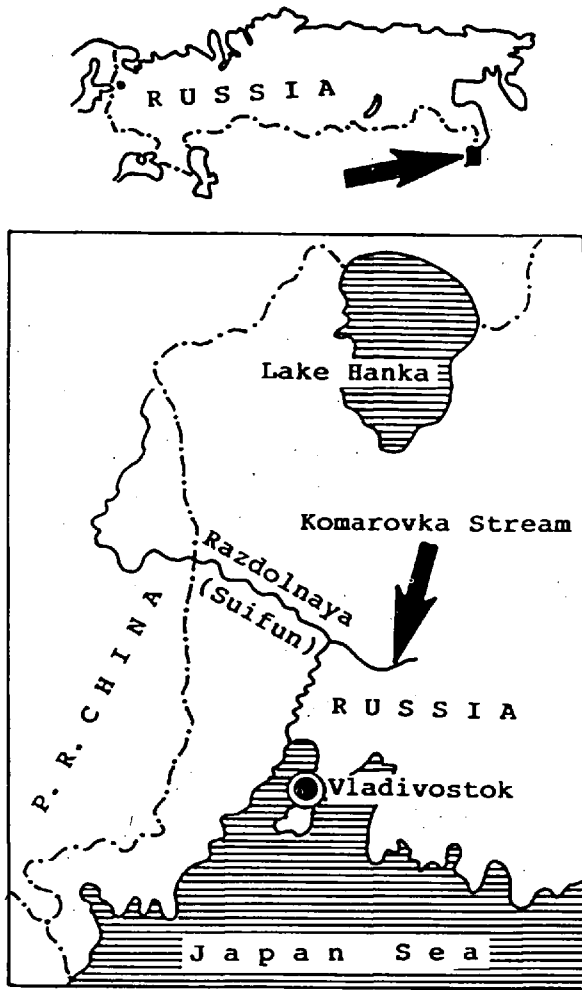 RUSSIA
Lake Hanka
Komarovka Stream
Razdolnaya
(Suifun)
P.R. CHINA
RUSSIA
Vladivostok
Japan Sea